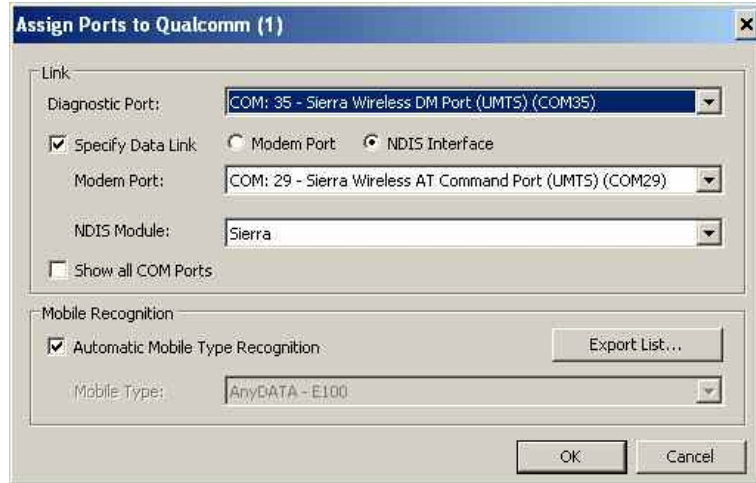 Assign Ports to Qualcomm (1)
Link
Diagnostic Port: COM: 35 - Sierra Wireless DM Port (UMTS) (COM35)
Specify Data Link Modem Port NDIS Interface
Modem Port: COM: 29 - Sierra Wireless AT Command Port (UMTS) (COM29)
NDIS Module: Sierra
Show all COM Ports
Mobile Recognition
Automatic Mobile Type Recognition Export List...
Mobile Type: AnyDATA - E100
OK Cancel